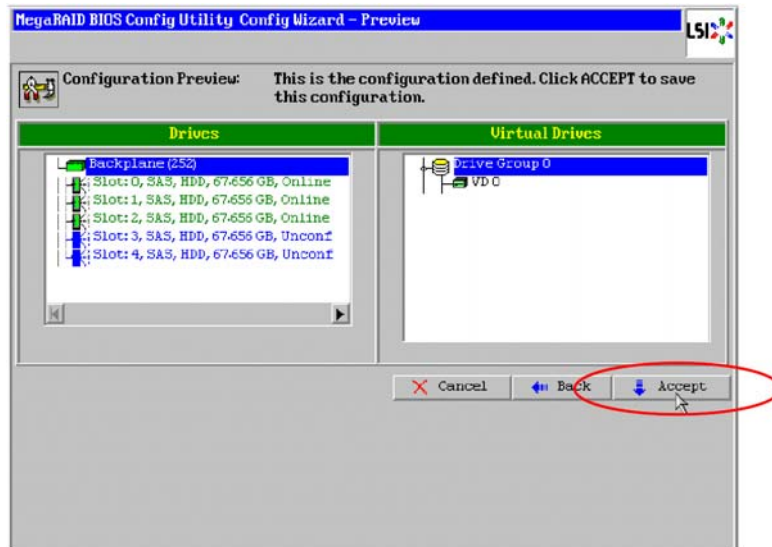 MegaRAID BIOS Config Utility Config Wizard – Preview
LSI
Configuration Preview: This is the configuration defined. Click ACCEPT to save
this configuration.
Drives
Backplane (252)
Slot: 0, SAS, HDD, 67.656 GB, Online
Slot: 1, SAS, HDD, 67.656 GB, Online
Slot: 2, SAS, HDD, 67.656 GB, Online
Slot: 3, SAS, HDD, 67.656 GB, Unconf
Slot: 4, SAS, HDD, 67.656 GB, Unconf
Virtual Drives
Drive Group 0
VD 0
Cancel
Back
Accept